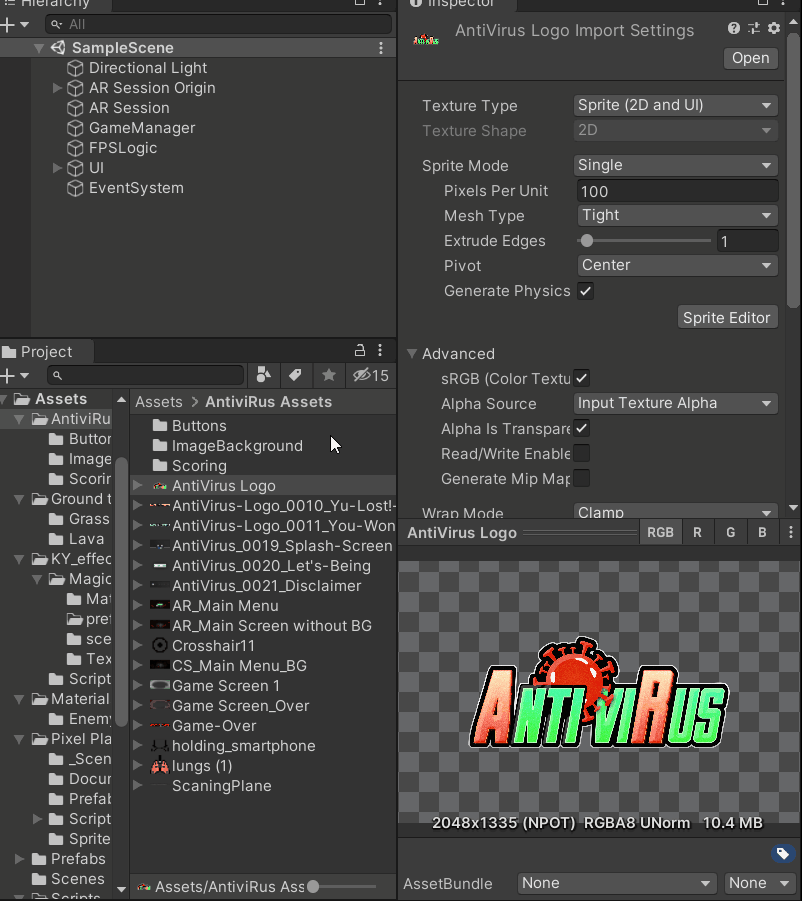 Hierarchy
All
SampleScene
Directional Light
AR Session Origin
AR Session
GameManager
FPSLogic
UI
EventSystem
Project
15
Assets
AntiviRu
Buttor
Image
Scorir
Ground t
Grass
Lava
KY_effec
Magic
Mat
pref
sce
Tex
Script
Material
Enemy
Pixel Pla
_Scen
Docur
Prefab
Script
Sprite
Prefabs
Scenes
Scripts
Assets > AntiviRus Assets
Buttons
ImageBackground
Scoring
AntiVirus Logo
AntiVirus-Logo_0010_Yu-Lost!-
AntiVirus-Logo_0011_You-Won
AntiVirus_0019_Splash-Screen
AntiVirus_0020_Let's-Being
AntiVirus_0021_Disclaimer
AR_Main Menu
AR_Main Screen without BG
Crosshair11
CS_Main Menu_BG
Game Screen 1
Game Screen_Over
Game-Over
holding_smartphone
lungs (1)
ScaningPlane
Assets/AntiviRus Ass
Inspector
AntiVirus Logo Import Settings
Open
Texture Type Sprite (2D and UI)
Texture Shape 2D
Sprite Mode Single
Pixels Per Unit 100
Mesh Type Tight
Extrude Edges 1
Pivot Center
Generate Physics
Sprite Editor
Advanced
sRGB (Color Textu
Alpha Source Input Texture Alpha
Alpha Is Transpare
Read/Write Enable
Generate Mip Map
Wrap Mode Clamp
AntiVirus Logo RGB R G B
ANTIVIRUS
2048x1335 (NPOT) RGBA8 UNorm 10.4 MB
AssetBundle None None